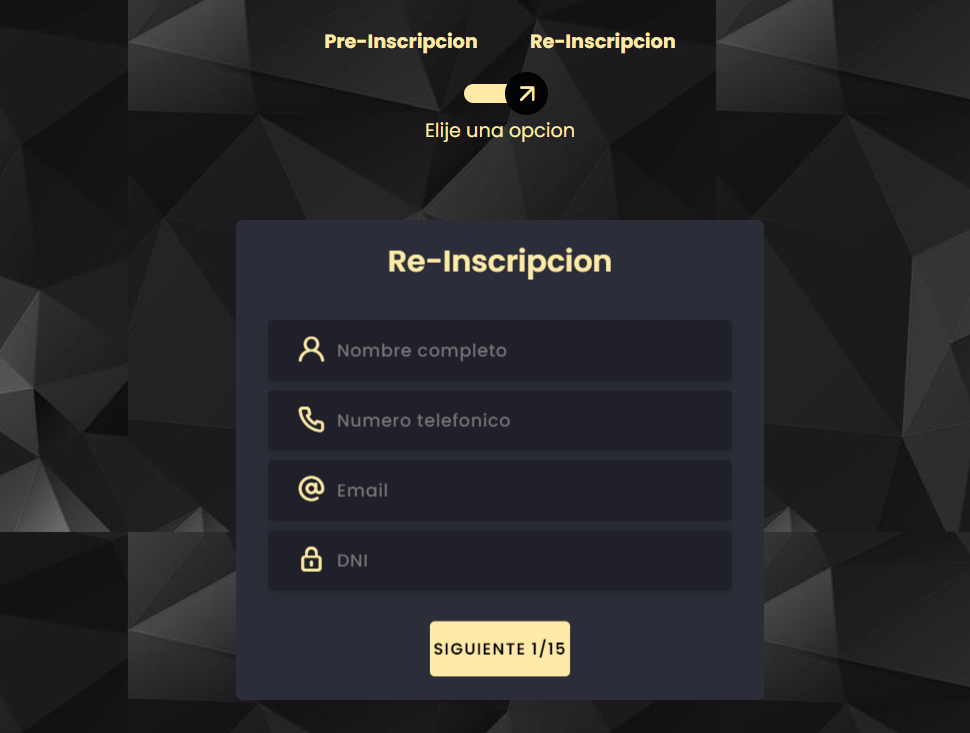 Pre-Inscripcion Re-Inscripcion
Elije una opcion
Re-Inscripcion
Nombre completo
Numero telefonico
Email
DNI
SIGUIENTE 1/15